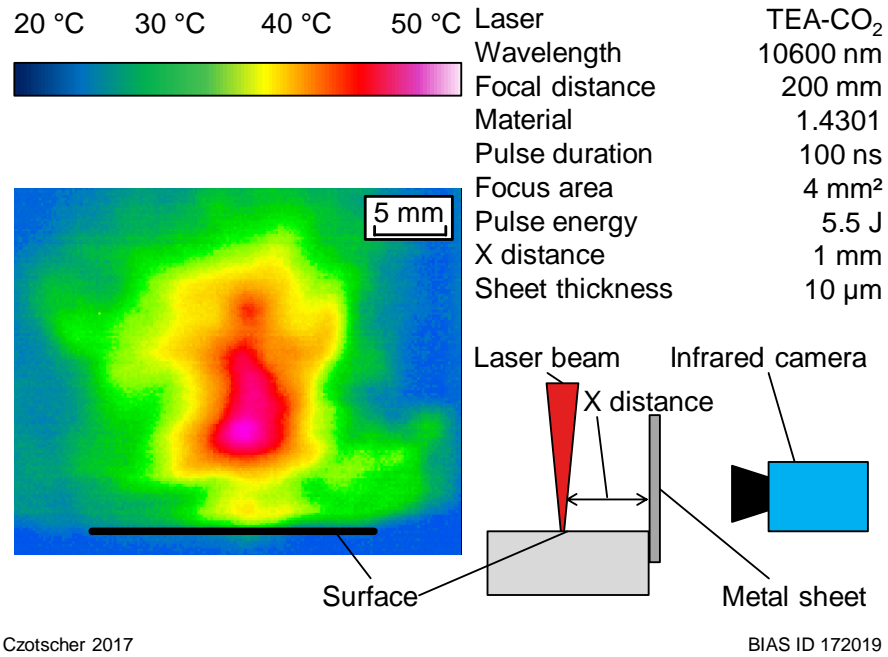 20 °C 30 °C 40 °C 50 °C
Laser TEA-CO₂
Wavelength 10600 nm
Focal distance 200 mm
Material 1.4301
Pulse duration 100 ns
Focus area 4 mm²
Pulse energy 5.5 J
X distance 1 mm
Sheet thickness 10 µm
5 mm
Laser beam Infrared camera
X distance
Surface Metal sheet
Czotscher 2017 BIAS ID 172019